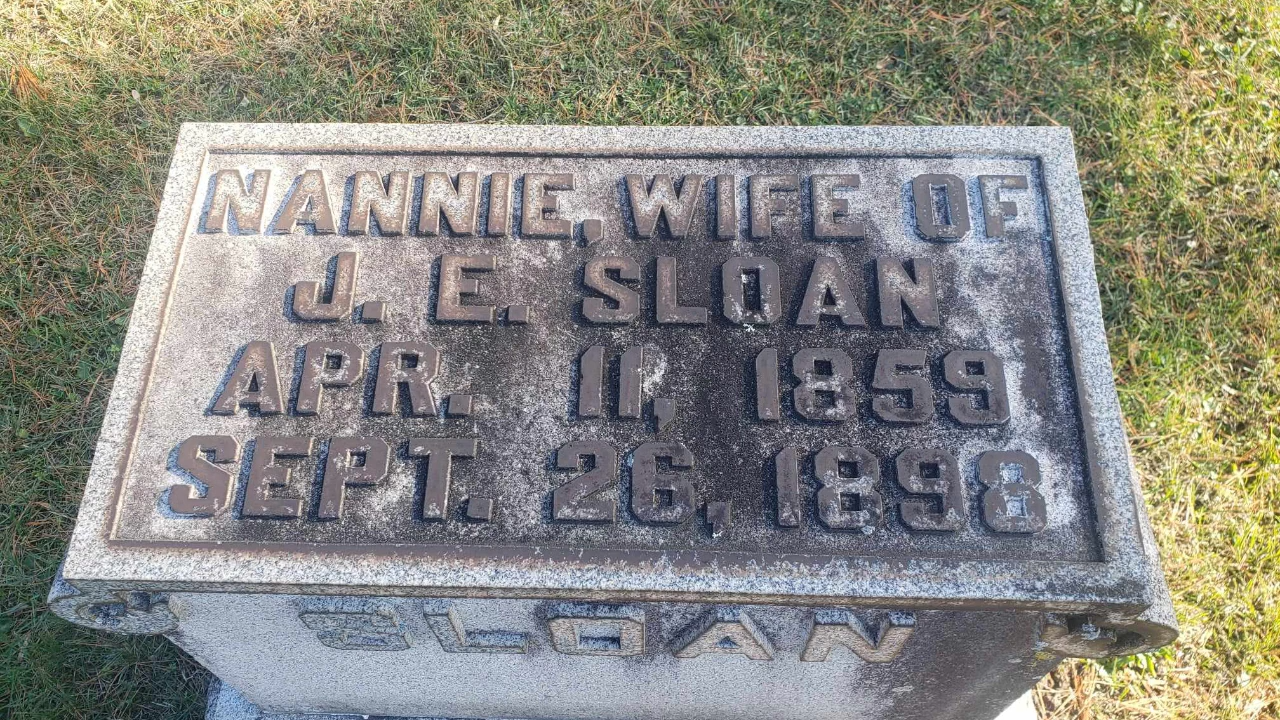 NANNIE, WIFE OF
J. E. SLOAN
APR. 11, 1859
SEPT. 26, 1898
SLOAN